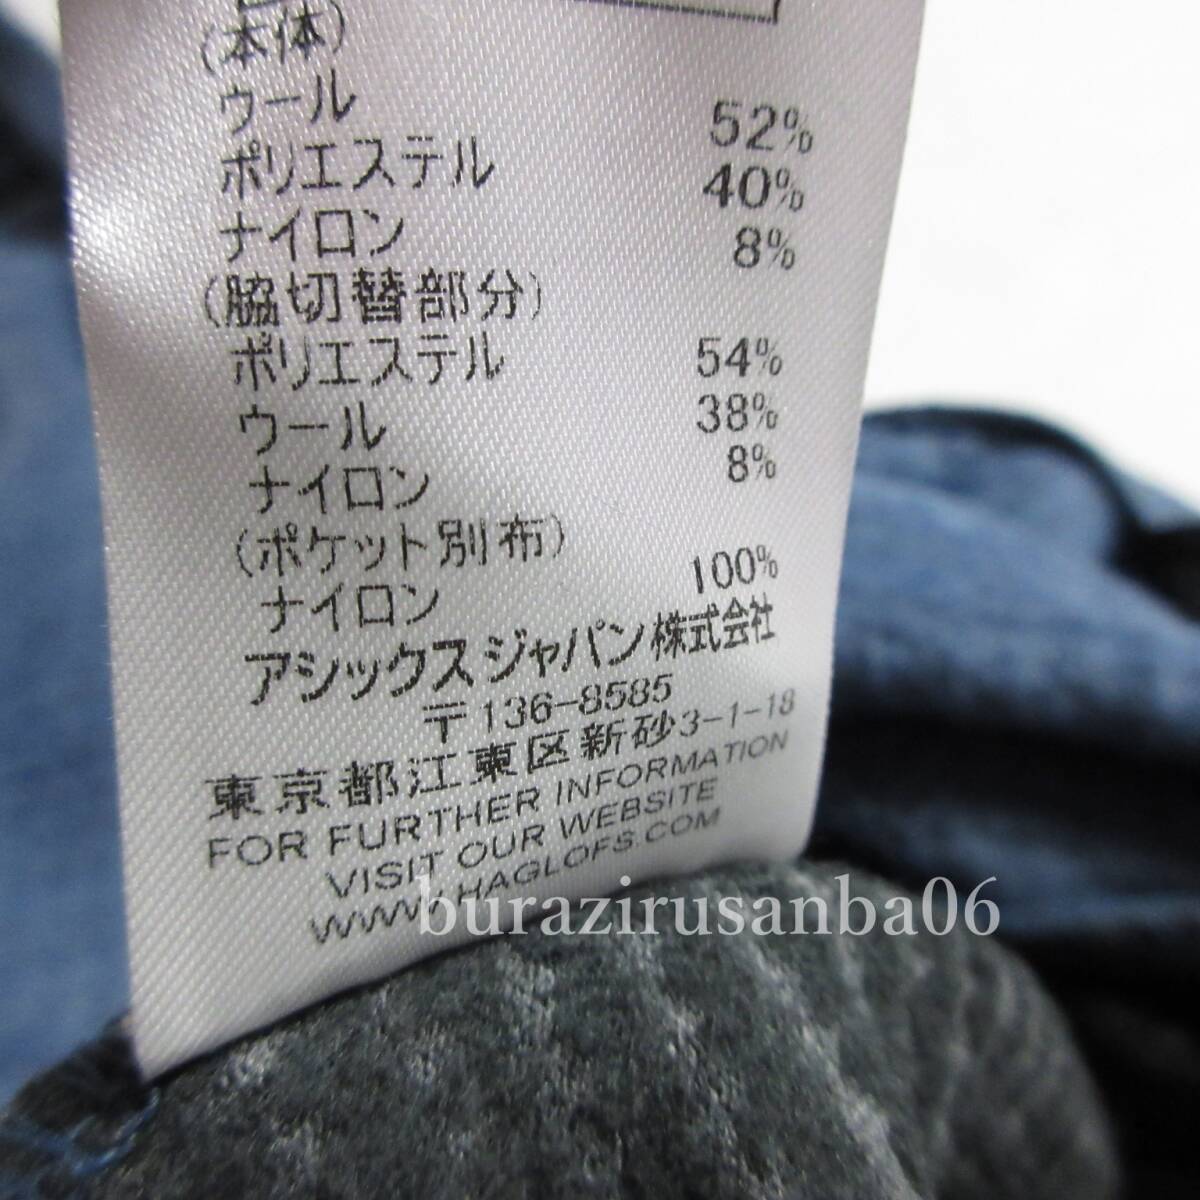 (本体)
ウール 52%
ポリエステル 40%
ナイロン 8%
(脇切替部分)
ポリエステル 54%
ウール 38%
ナイロン 8%
(ポケット別布)
ナイロン 100%
アシックスジャパン株式会社
〒136-8585
東京都江東区新砂3-1-18
FOR FURTHER INFORMATION
VISIT OUR WEBSITE
WWW.HAGLOFS.COM
burazirusanba06